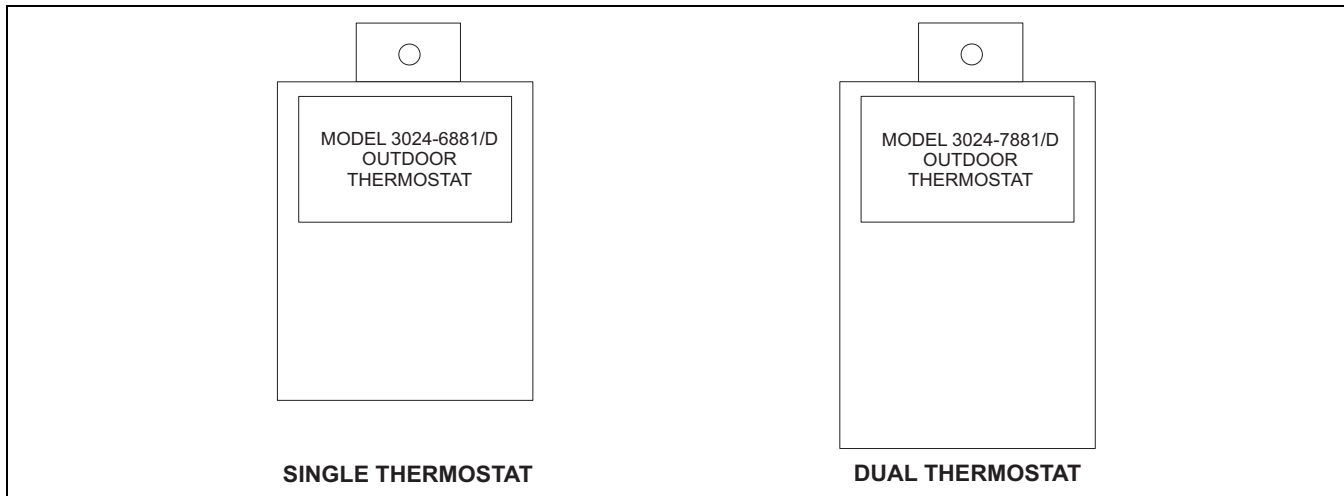 MODEL 3024-6881/D
OUTDOOR
THERMOSTAT
SINGLE THERMOSTAT
MODEL 3024-7881/D
OUTDOOR
THERMOSTAT
DUAL THERMOSTAT